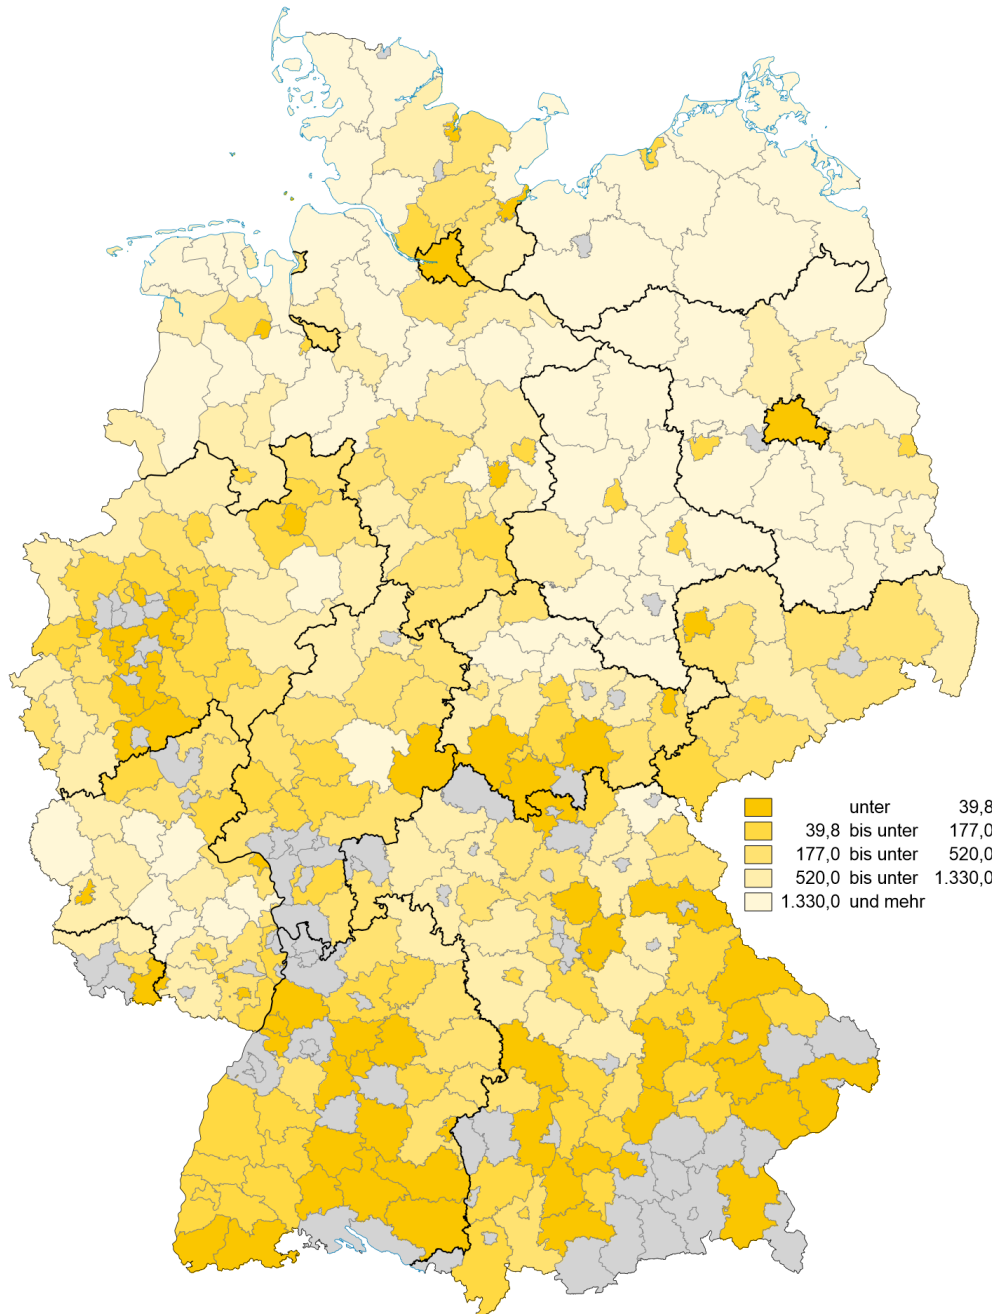 unter 39,8
39,8 bis unter 177,0
177,0 bis unter 520,0
520,0 bis unter 1.330,0
1.330,0 und mehr